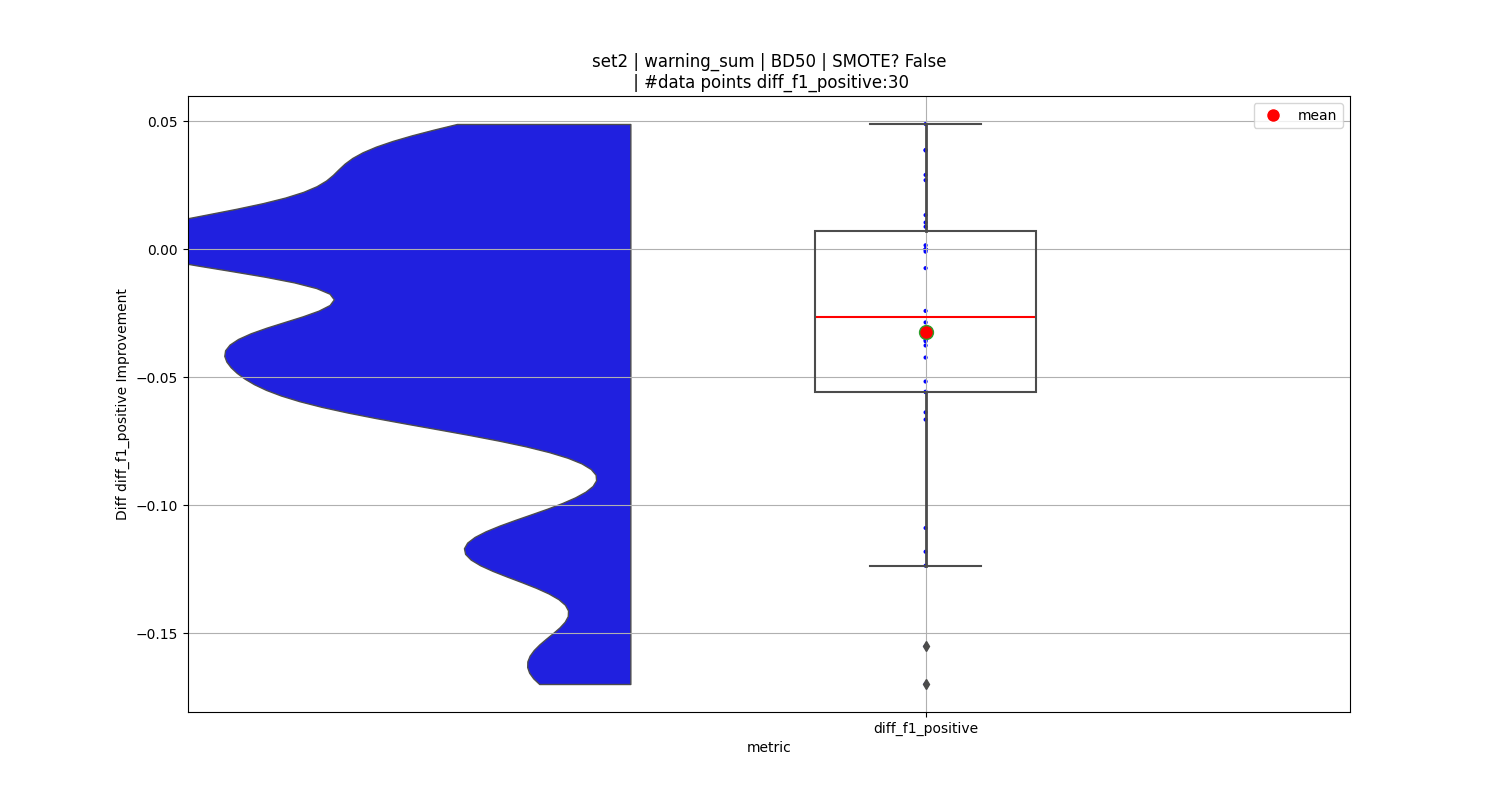 set2 | warning_sum | BD50 | SMOTE? False
| #data points diff_f1_positive:30
mean
0.05
0.00
−0.05
−0.10
−0.15
Diff diff_f1_positive Improvement
diff_f1_positive
metric